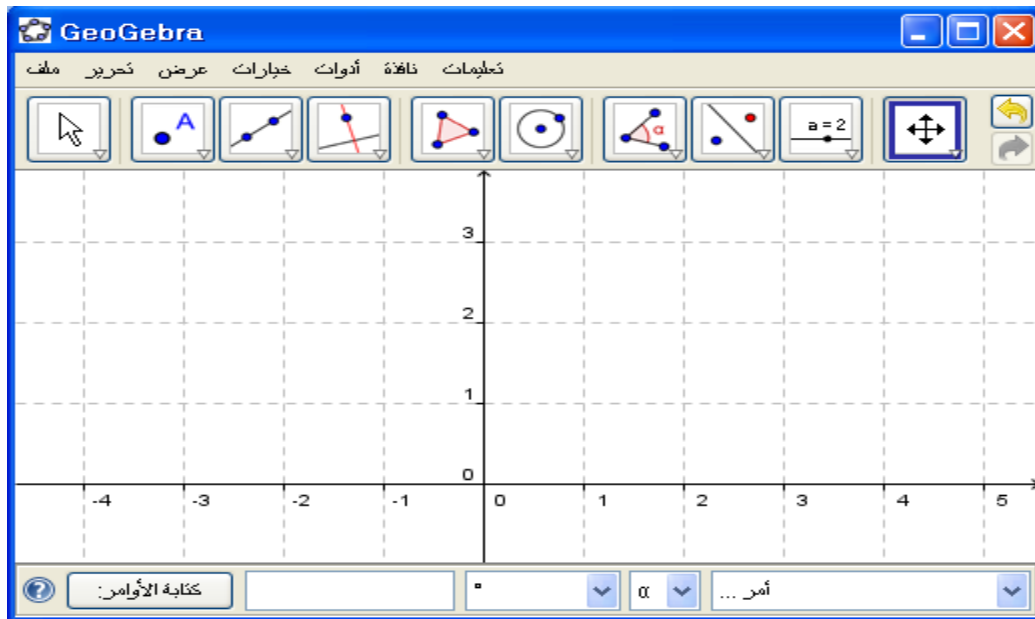 GeoGebra
ملف تحرير عرض خيارات أدوات نافذة تعليمات
A α a = 2
3
2
1
0
-4 -3 -2 -1 0 1 2 3 4 5
كتابة الأوامر: ° α أمر ...